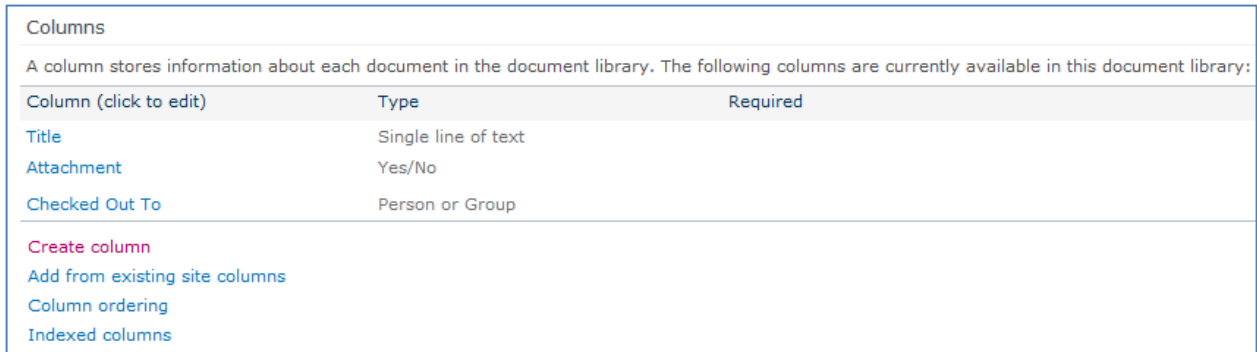 Columns
A column stores information about each document in the document library. The following columns are currently available in this document library:
Column (click to edit) Type Required
Title Single line of text
Attachment Yes/No
Checked Out To Person or Group
Create column
Add from existing site columns
Column ordering
Indexed columns